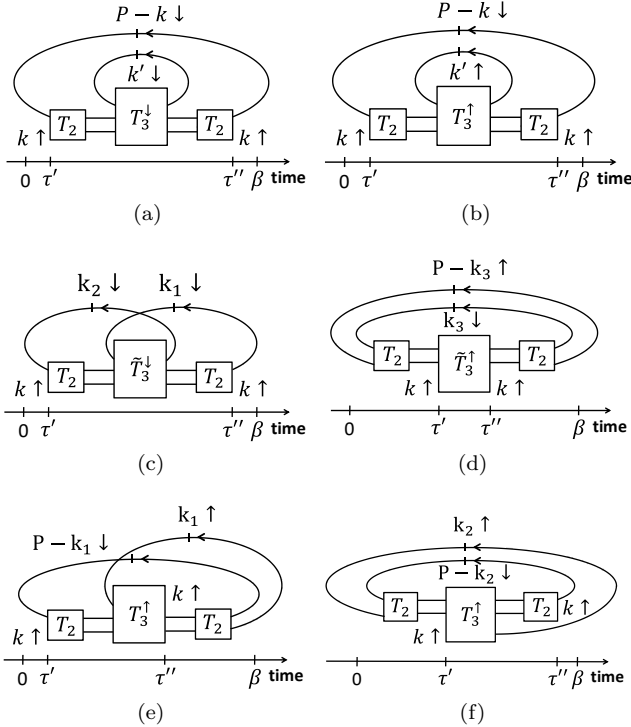 P − k ↓
k′ ↓
T₂ T₃↓ T₂
k ↑ k ↑
0 τ′ τ″ β time
(a)
P − k ↓
k′ ↑
T₂ T₃↑ T₂
k ↑ k ↑
0 τ′ τ″ β time
(b)
k₂ ↓ k₁ ↓
T₂ T̃₃↓ T₂
k ↑ k ↑
0 τ′ τ″ β time
(c)
P − k₃ ↑
k₃ ↓
T₂ T̃₃↑ T₂
k ↑ k ↑
0 τ′ τ″ β time
(d)
k₁ ↑
P − k₁ ↓
k ↑
T₂ T₃↑ T₂
k ↑
0 τ′ τ″ β time
(e)
k₂ ↑
P − k₂ ↓
T₂ T₃↑ T₂ k ↑
k ↑
0 τ′ τ″ β time
(f)